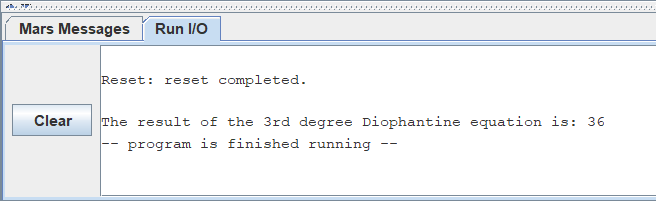 Mars Messages Run I/O
Reset: reset completed.
Clear
The result of the 3rd degree Diophantine equation is: 36
-- program is finished running --